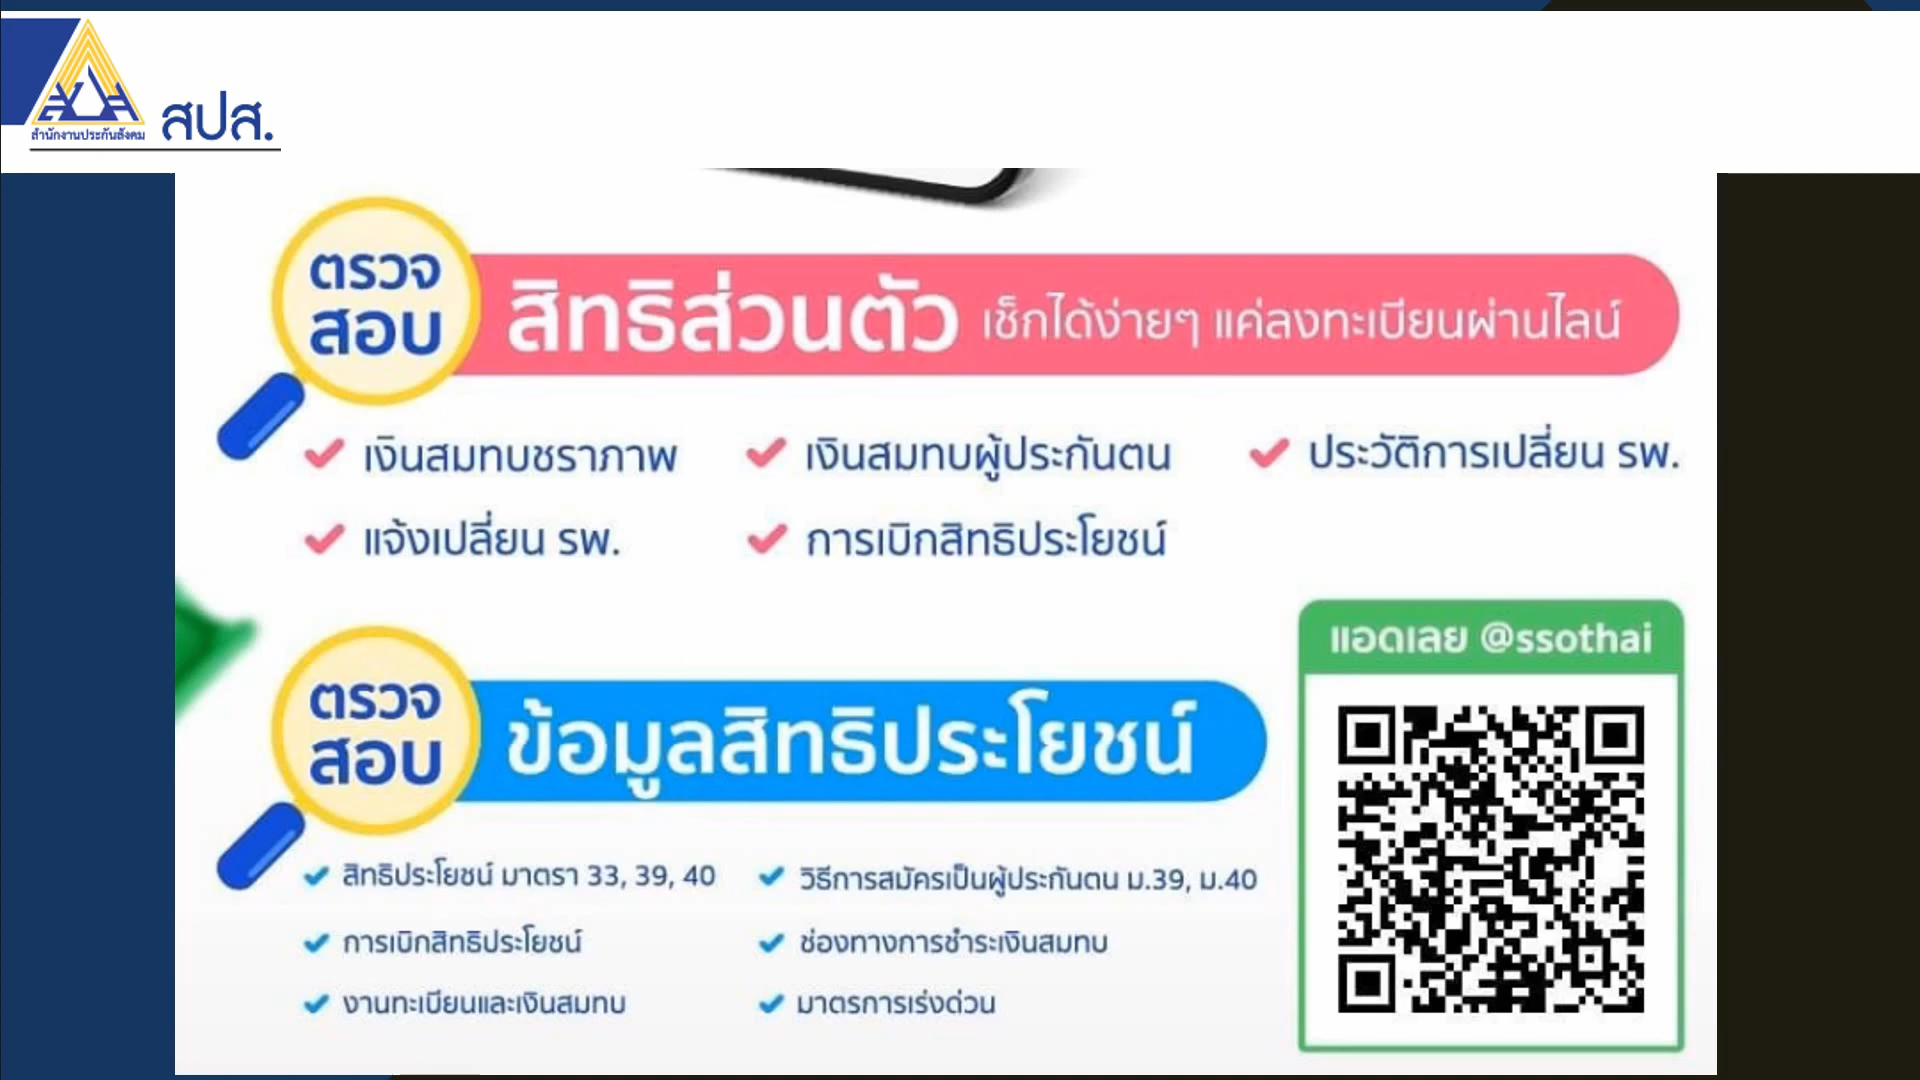 สำนักงานประกันสังคม
สปส.
ตรวจ
สอบ
สิทธิส่วนตัว เช็กได้ง่ายๆ แค่ลงทะเบียนผ่านไลน์
เงินสมทบชราภาพ
เงินสมทบผู้ประกันตน
ประวัติการเปลี่ยน รพ.
แจ้งเปลี่ยน รพ.
การเบิกสิทธิประโยชน์
ตรวจ
สอบ
ข้อมูลสิทธิประโยชน์
สิทธิประโยชน์ มาตรา 33, 39, 40
วิธีการสมัครเป็นผู้ประกันตน ม.39, ม.40
การเบิกสิทธิประโยชน์
ช่องทางการชำระเงินสมทบ
งานทะเบียนและเงินสมทบ
มาตรการเร่งด่วน
แอดเลย @ssothai